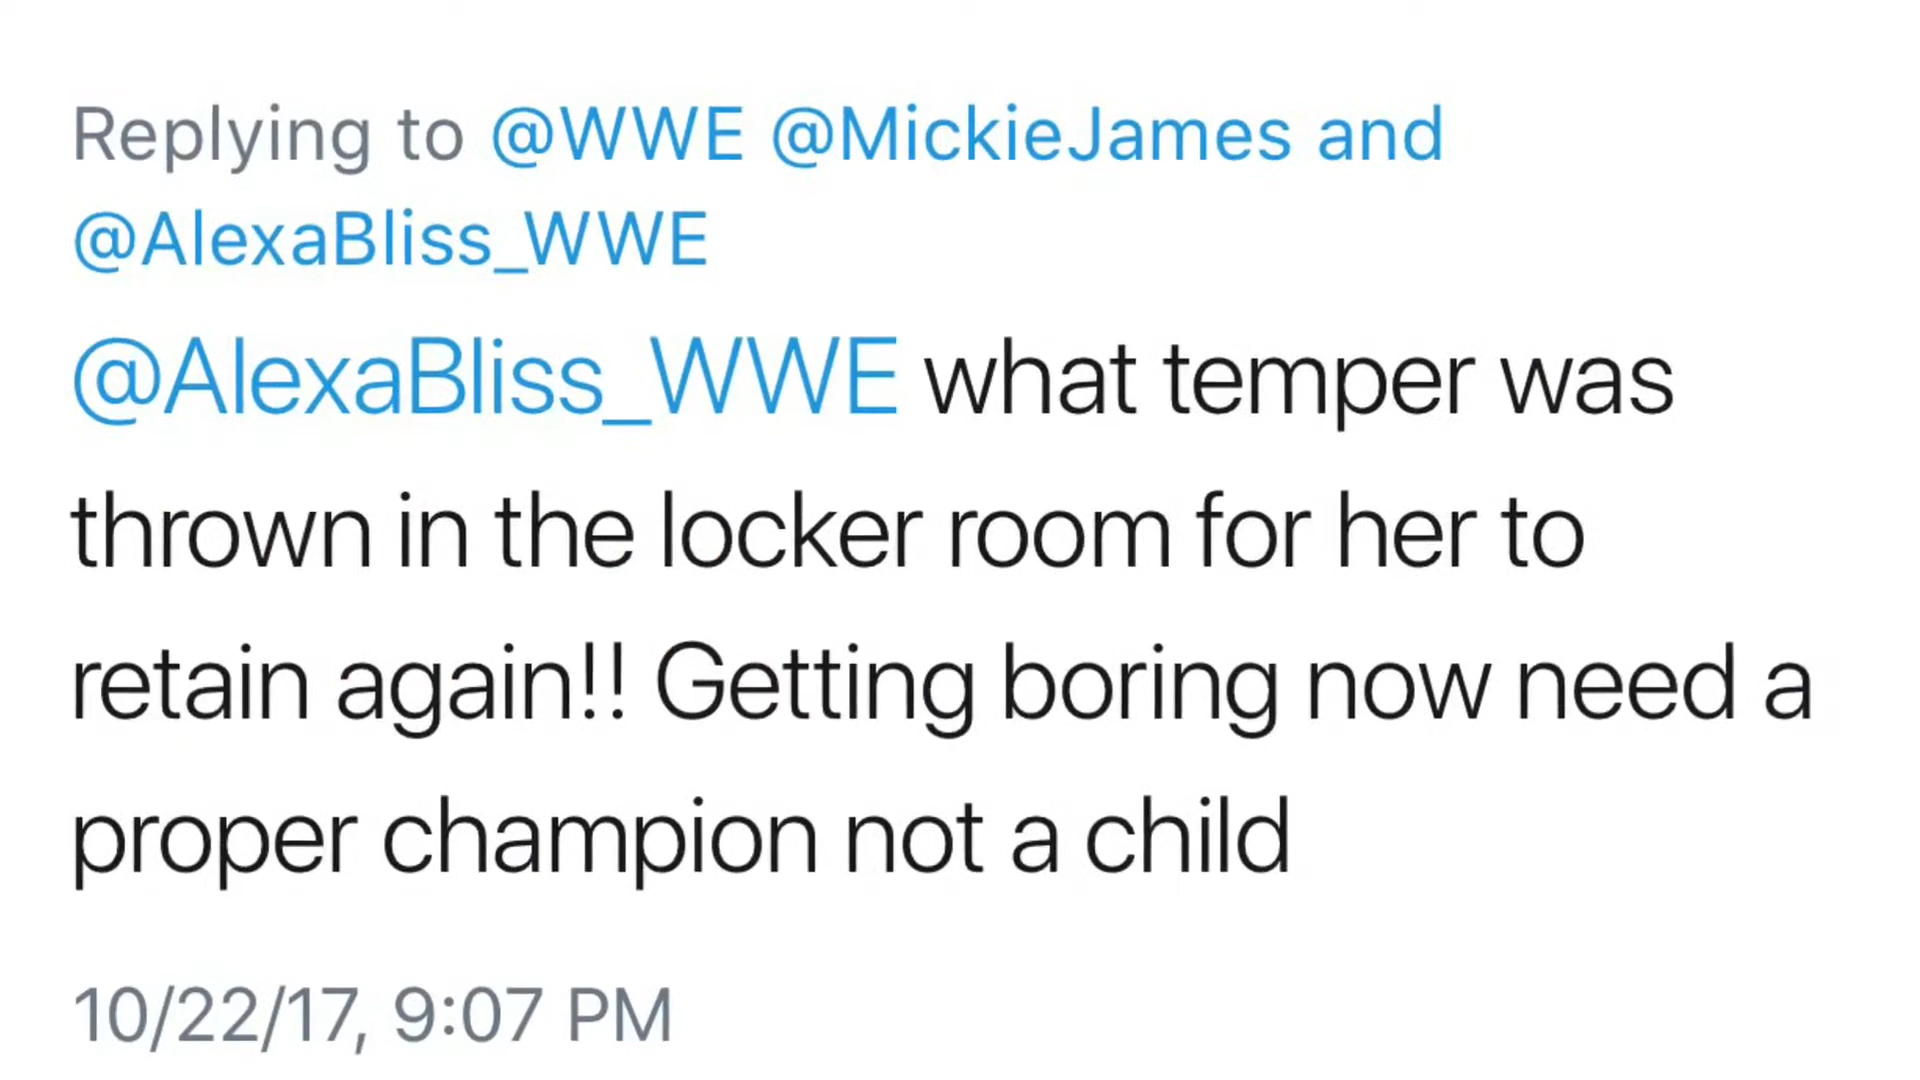 Replying to @WWE @MickieJames and
@AlexaBliss_WWE
@AlexaBliss_WWE what temper was
thrown in the locker room for her to
retain again!! Getting boring now need a
proper champion not a child
10/22/17, 9:07 PM